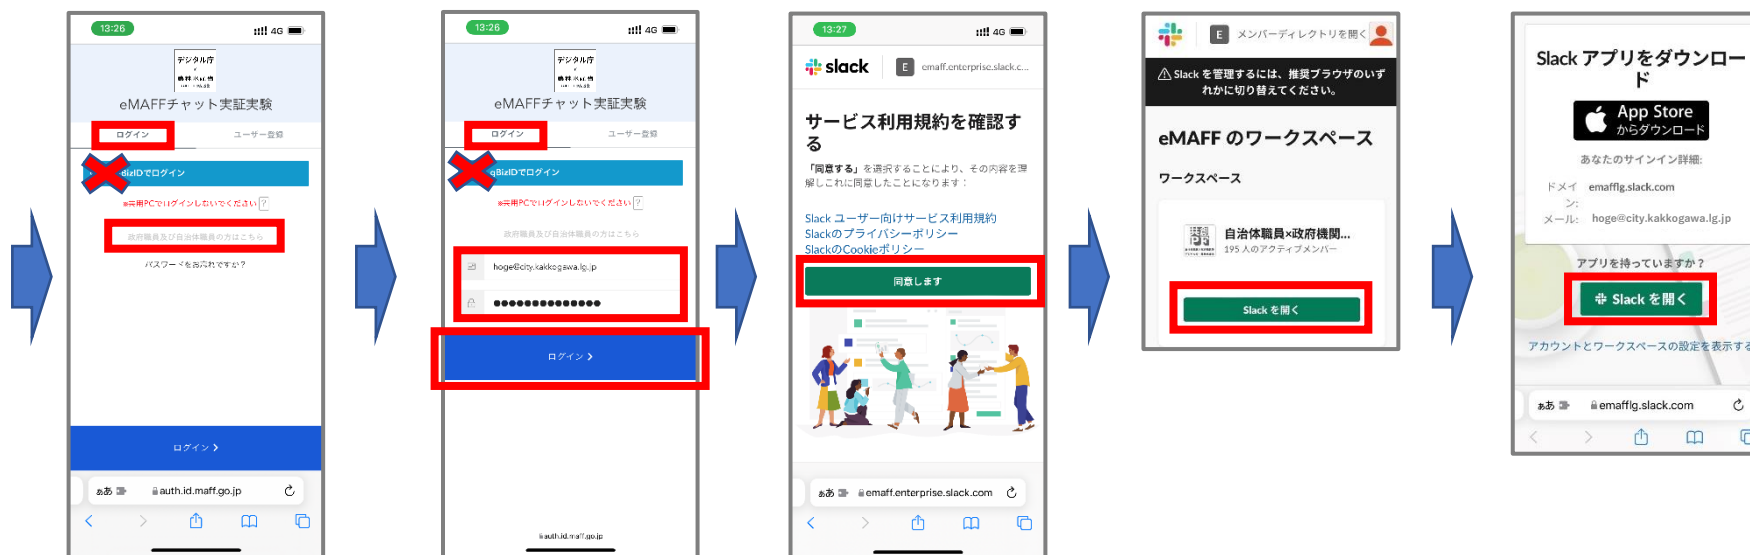 13:26
4G
デジタル庁
×
農林水産省
eMAFFチャット実証実験
ログイン
ユーザー登録
BizIDでログイン
※共用PCでログインしないでください ?
政府職員及び自治体職員の方はこちら
パスワードをお忘れですか？
ログイン >
ぁあ
auth.id.maff.go.jp
13:26
4G
デジタル庁
×
農林水産省
eMAFFチャット実証実験
ログイン
ユーザー登録
gBizIDでログイン
※共用PCでログインしないでください ?
政府職員及び自治体職員の方はこちら
hoge@city.kakkogawa.lg.jp
●●●●●●●●●●●●●●
ログイン >
auth.id.maff.go.jp
13:27
4G
slack
E
emaff.enterprise.slack.c...
サービス利用規約を確認す
る
「同意する」を選択することにより、その内容を理
解しこれに同意したことになります：
Slack ユーザー向けサービス利用規約
Slackのプライバシーポリシー
SlackのCookieポリシー
同意します
ぁあ
emaff.enterprise.slack.com
E
メンバーディレクトリを開く
Slack を管理するには、推奨ブラウザのいず
れかに切り替えてください。
eMAFF のワークスペース
ワークスペース
自治体職員×政府機関...
195 人のアクティブメンバー
Slack を開く
Slack アプリをダウンロー
ド
App Store
からダウンロード
あなたのサインイン詳細:
ドメイ
ン:
emafflg.slack.com
メール:
hoge@city.kakkogawa.lg.jp
アプリを持っていますか？
Slack を開く
アカウントとワークスペースの設定を表示する
ぁあ
emafflg.slack.com